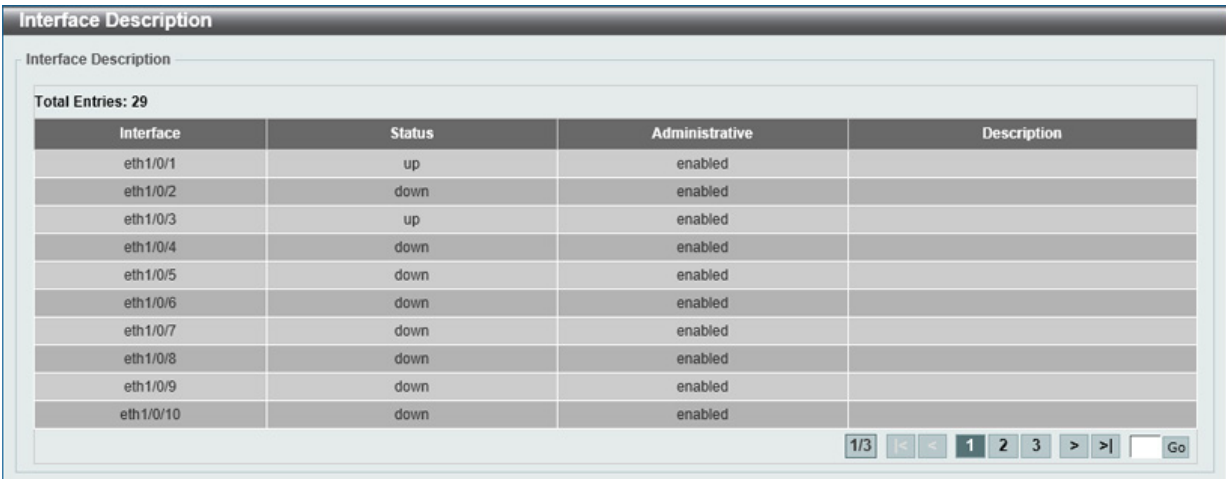 Interface Description
Interface Description
Total Entries: 29
Interface Status Administrative Description
eth1/0/1 up enabled
eth1/0/2 down enabled
eth1/0/3 up enabled
eth1/0/4 down enabled
eth1/0/5 down enabled
eth1/0/6 down enabled
eth1/0/7 down enabled
eth1/0/8 down enabled
eth1/0/9 down enabled
eth1/0/10 down enabled
1/3 |< < 1 2 3 > >| Go